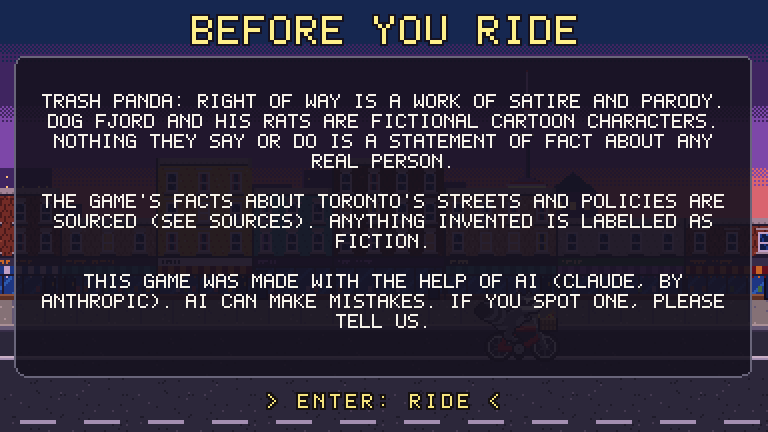 BEFORE YOU RIDE
TRASH PANDA: RIGHT OF WAY IS A WORK OF SATIRE AND PARODY.
DOG FJORD AND HIS RATS ARE FICTIONAL CARTOON CHARACTERS.
NOTHING THEY SAY OR DO IS A STATEMENT OF FACT ABOUT ANY
REAL PERSON.
THE GAME'S FACTS ABOUT TORONTO'S STREETS AND POLICIES ARE
SOURCED (SEE SOURCES). ANYTHING INVENTED IS LABELLED AS
FICTION.
THIS GAME WAS MADE WITH THE HELP OF AI (CLAUDE, BY
ANTHROPIC). AI CAN MAKE MISTAKES. IF YOU SPOT ONE, PLEASE
TELL US.
> ENTER: RIDE <